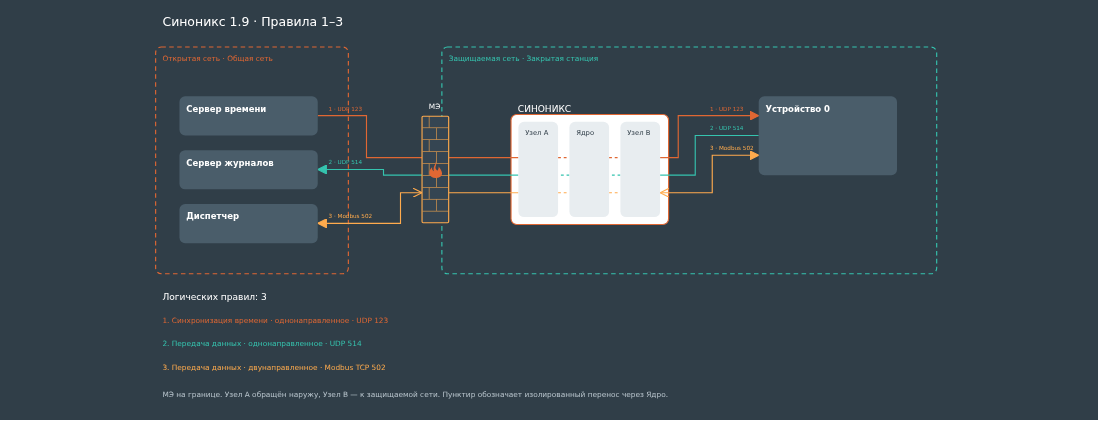 Синоникс 1.9 · Правила 1–3
Открытая сеть · Общая сеть
Защищаемая сеть · Закрытая станция
Сервер времени
1 · UDP 123
МЭ
СИНОНИКС
1 · UDP 123
Устройство 0
Узел A
Ядро
Узел B
2 · UDP 514
Сервер журналов
2 · UDP 514
3 · Modbus 502
Диспетчер
3 · Modbus 502
Логических правил: 3
1. Синхронизация времени · однонаправленное · UDP 123
2. Передача данных · однонаправленное · UDP 514
3. Передача данных · двунаправленное · Modbus TCP 502
МЭ на границе. Узел A обращён наружу, Узел B — к защищаемой сети. Пунктир обозначает изолированный перенос через Ядро.